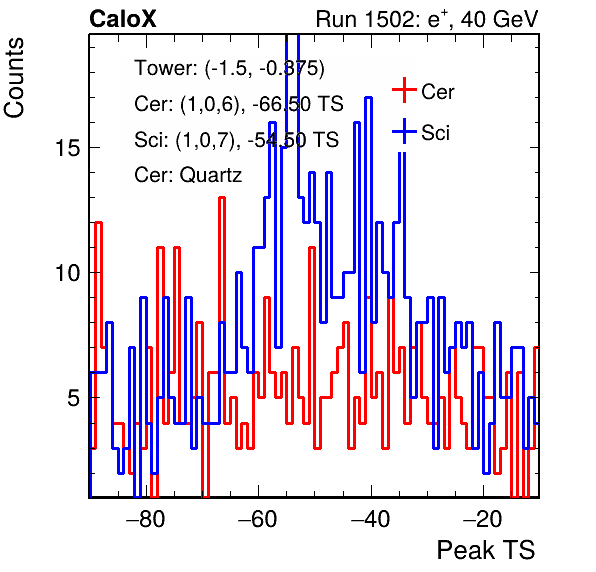 CaloX Run 1502: e⁺, 40 GeV
Counts
Tower: (-1.5, -0.375)
Cer: (1,0,6), -66.50 TS
Sci: (1,0,7), -54.50 TS
Cer: Quartz
Cer
Sci
15
10
5
−80 −60 −40 −20
Peak TS